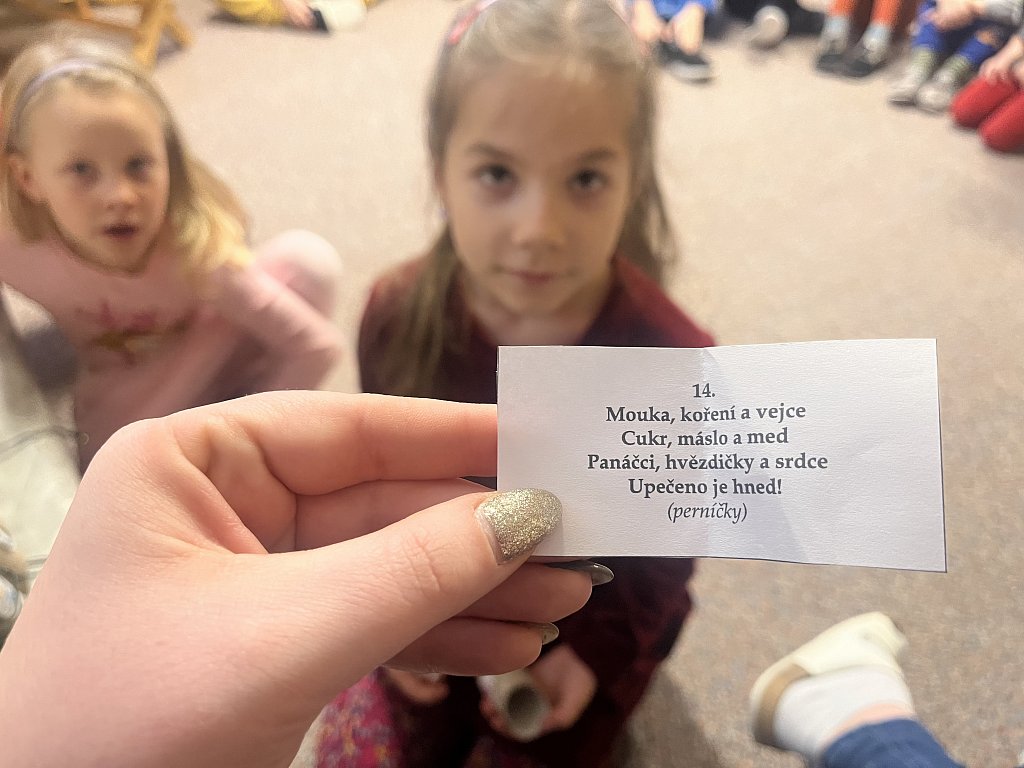 14.
Mouka, koření a vejce
Cukr, máslo a med
Panáčci, hvězdičky a srdce
Upečeno je hned!
(perníčky)